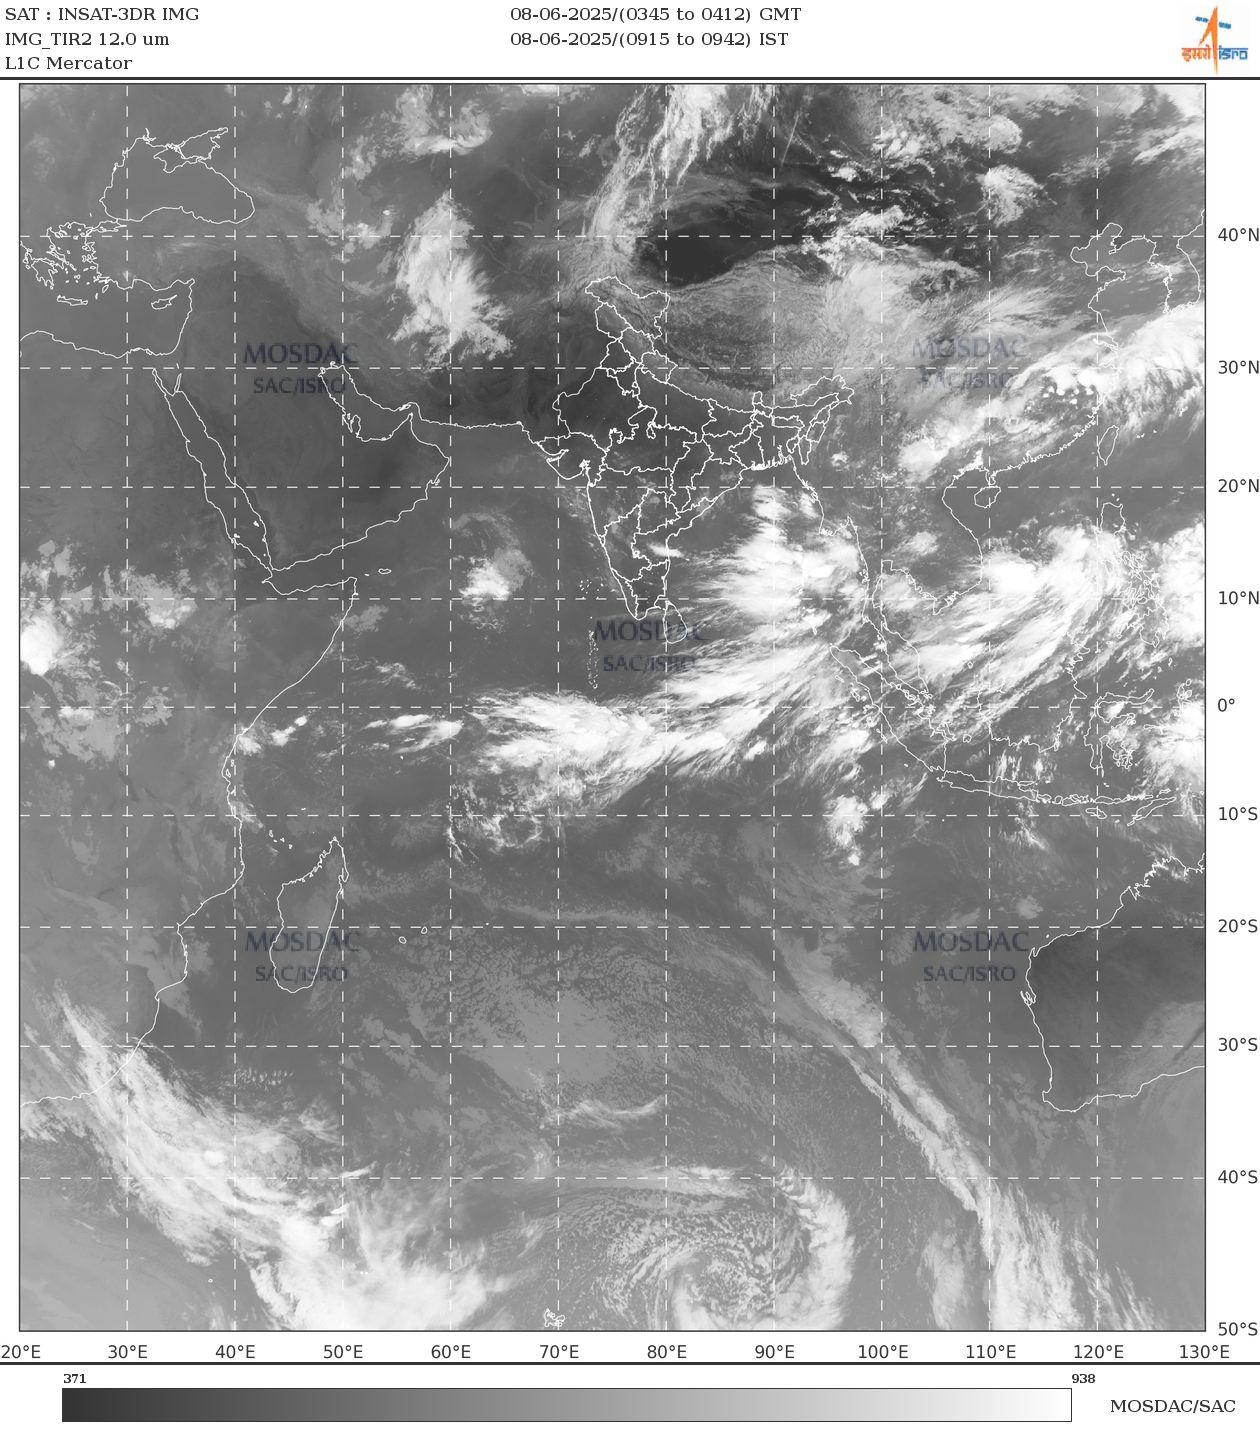 SAT : INSAT-3DR IMG
08-06-2025/(0345 to 0412) GMT
IMG_TIR2 12.0 um
08-06-2025/(0915 to 0942) IST
L1C Mercator
इसरो isro
40°N
MOSDAC
SAC/ISRO
MOSDAC
SAC/ISRO
30°N
20°N
10°N
MOSDAC
SAC/ISRO
0°
10°S
20°S
MOSDAC
SAC/ISRO
MOSDAC
SAC/ISRO
30°S
40°S
50°S
20°E 30°E 40°E 50°E 60°E 70°E 80°E 90°E 100°E 110°E 120°E 130°E
371
938
MOSDAC/SAC